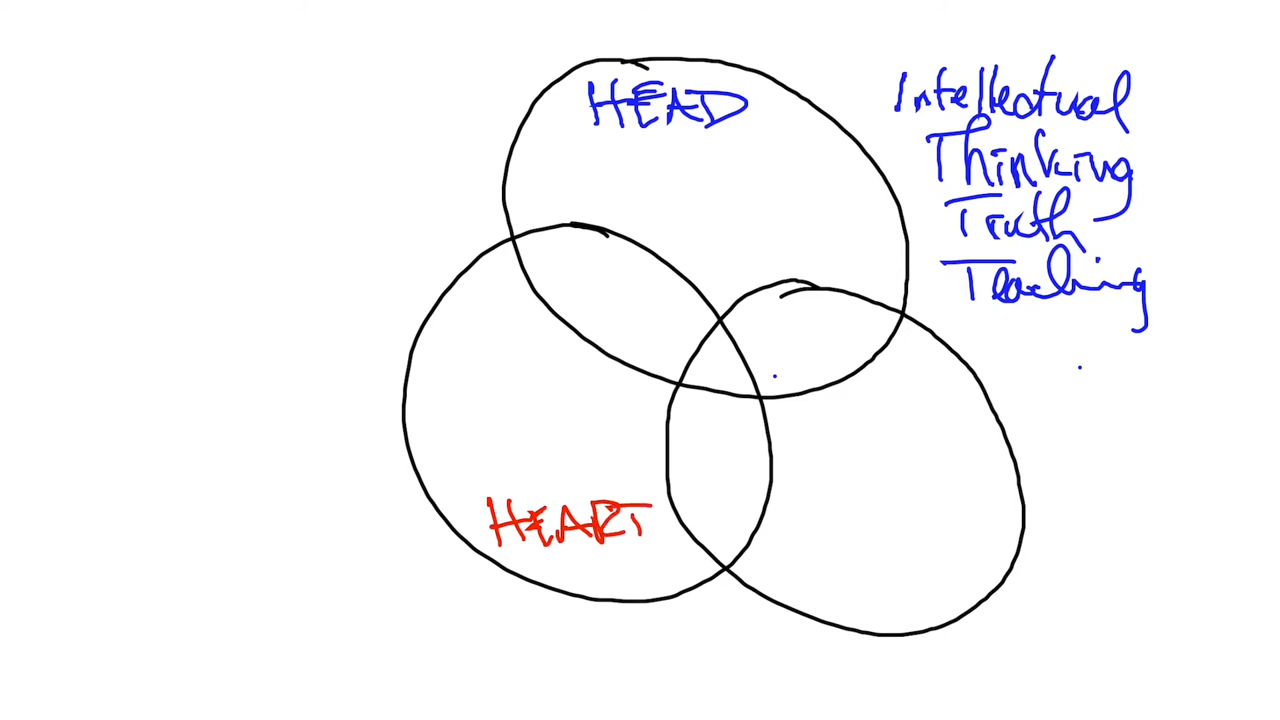 HEAD
Intellectual
Thinking
Truth
Teaching
HEART